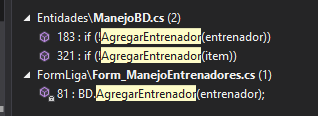 Entidades\ManejoBD.cs (2)
183 : if (!AgregarEntrenador(entrenador))
321 : if (!AgregarEntrenador(item))
FormLiga\Form_ManejoEntrenadores.cs (1)
81 : BD.AgregarEntrenador(entrenador);